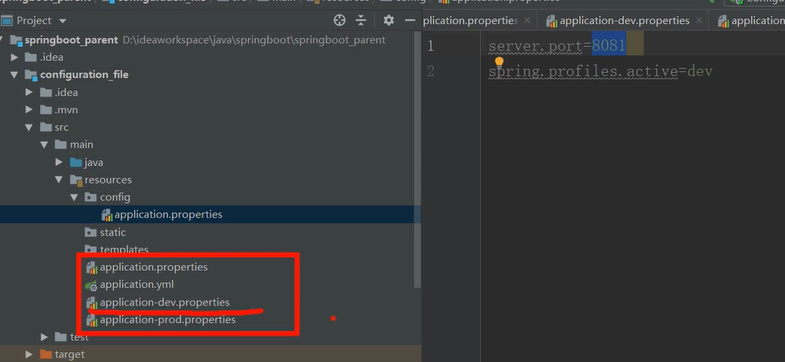 Project
application.properties
application-dev.properties
application
springboot_parent D:\ideaworkspace\java\springboot\springboot_parent
.idea
configuration_file
.idea
.mvn
src
main
java
resources
config
application.properties
static
templates
application.properties
application.yml
application-dev.properties
application-prod.properties
test
target
1 server.port=8081
2 spring.profiles.active=dev